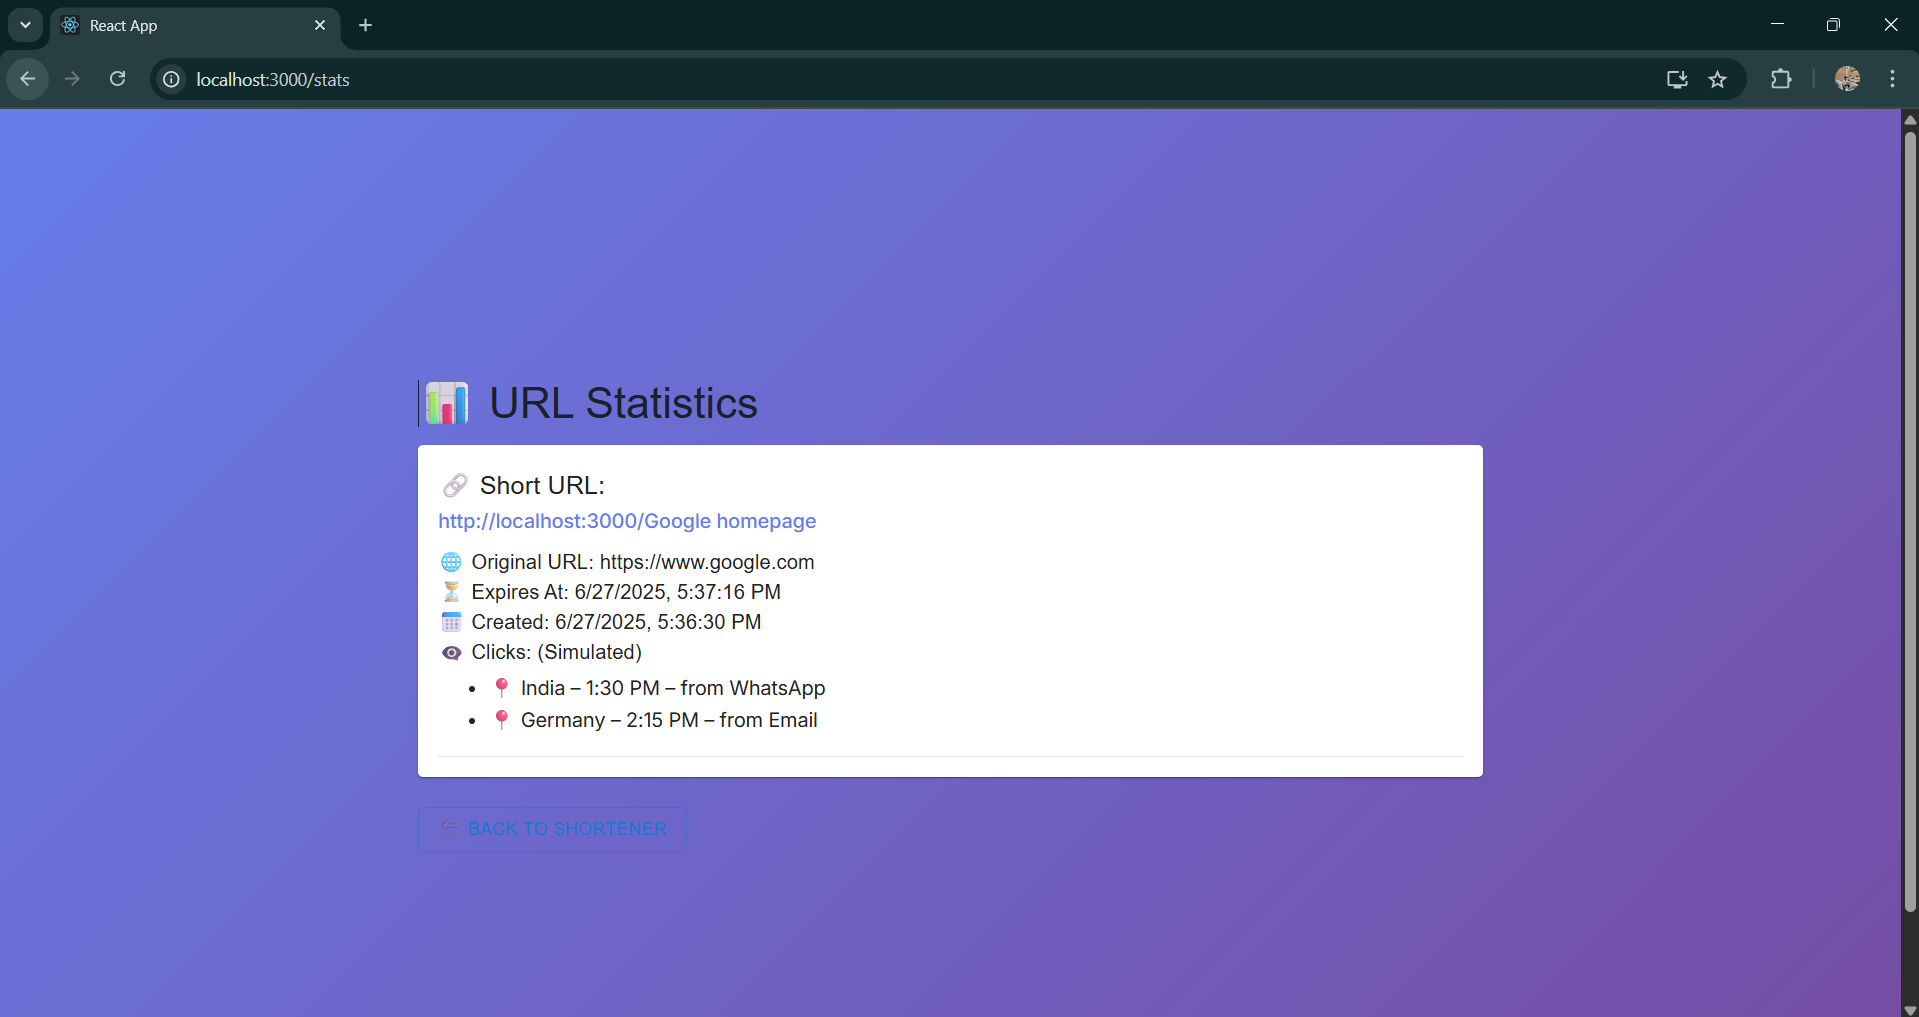 React App
localhost:3000/stats
URL Statistics
Short URL:
http://localhost:3000/Google homepage
Original URL: https://www.google.com
Expires At: 6/27/2025, 5:37:16 PM
Created: 6/27/2025, 5:36:30 PM
Clicks: (Simulated)
• India – 1:30 PM – from WhatsApp
• Germany – 2:15 PM – from Email
BACK TO SHORTENER